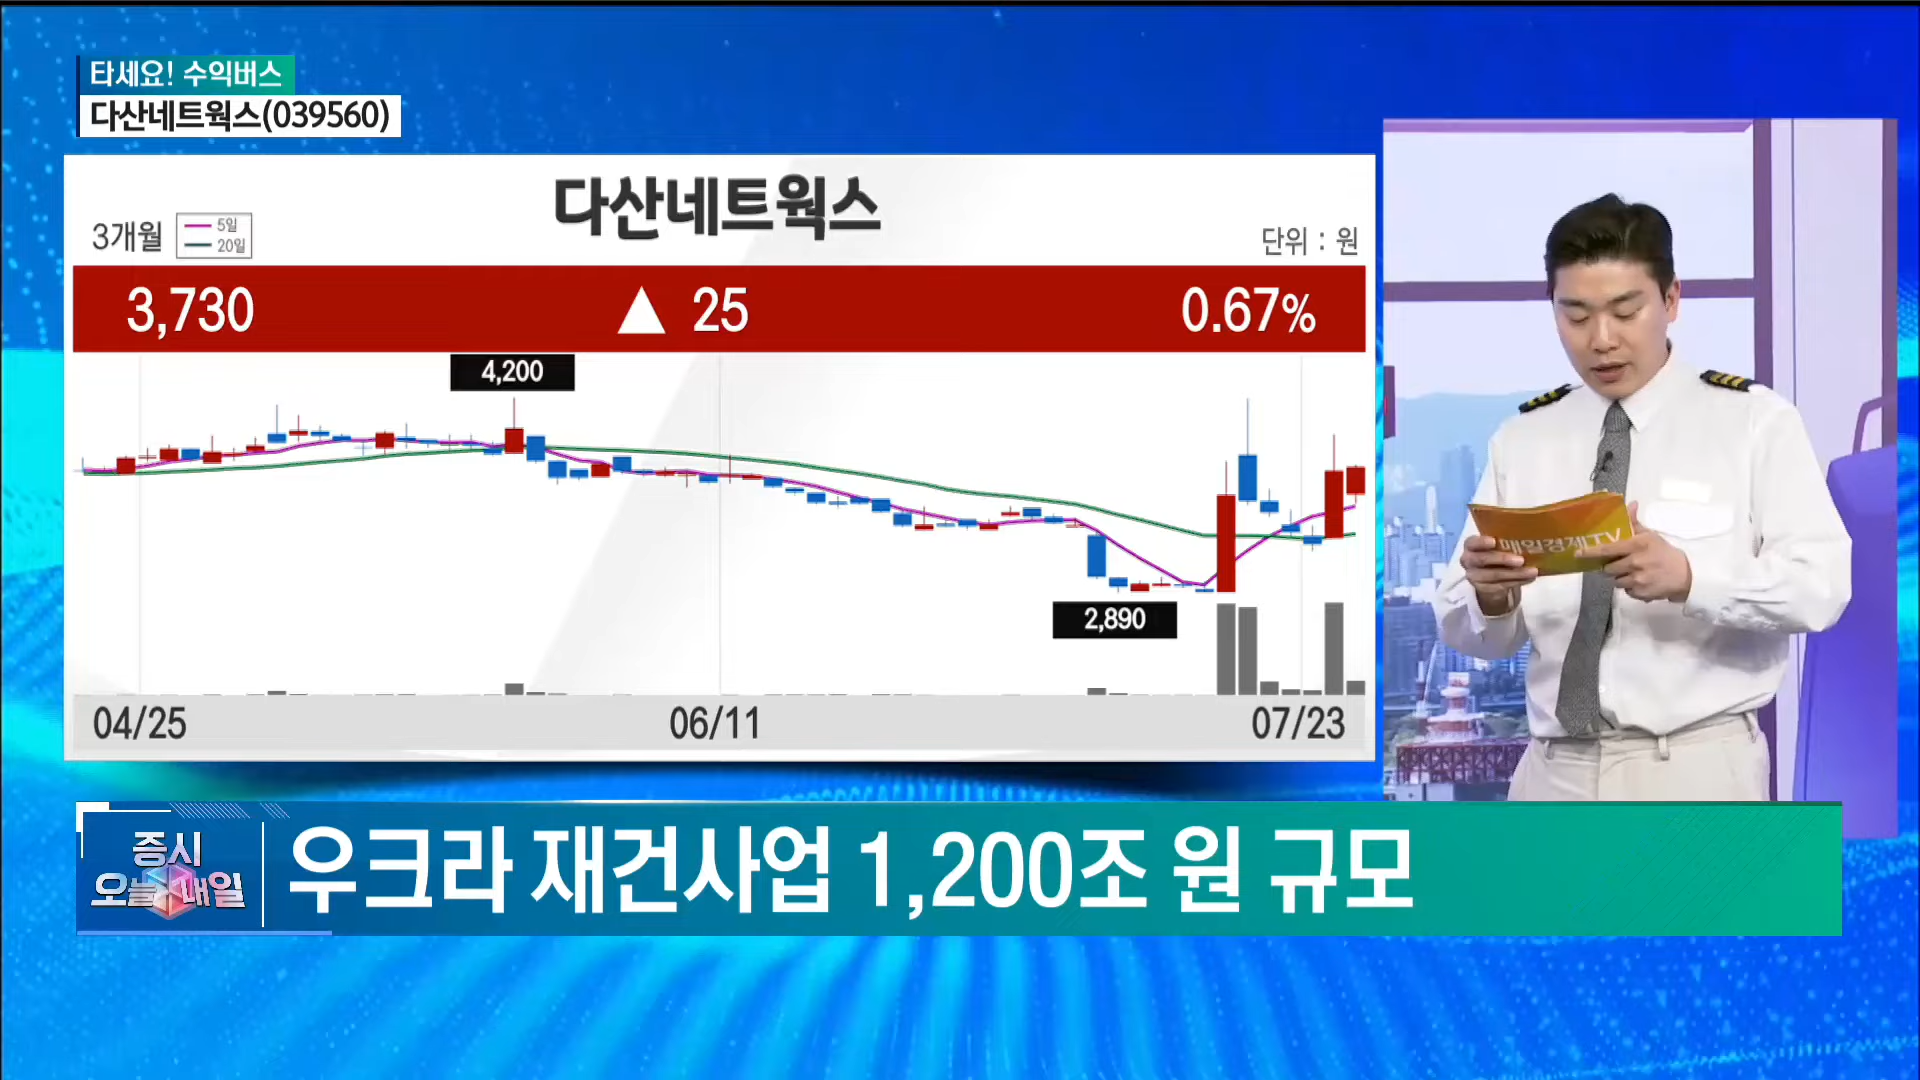 타세요! 수익버스
다산네트웍스(039560)
다산네트웍스
3개월
5일
20일
단위 : 원
3,730 ▲ 25 0.67%
4,200
2,890
04/25 06/11 07/23
매일경제TV
증시
오늘 매일
우크라 재건사업 1,200조 원 규모